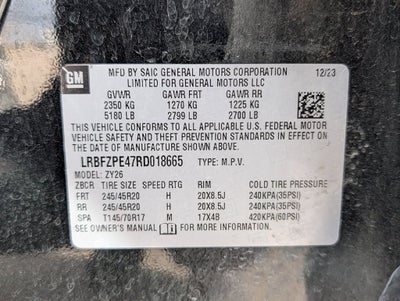 GM
MFD BY SAIC GENERAL MOTORS CORPORATION 12/23
LIMITED FOR GENERAL MOTORS LLC
GVWR GAWR FRT GAWR RR
2350 KG 1270 KG 1225 KG
5180 LB 2799 LB 2700 LB
THIS VEHICLE CONFORMS TO ALL APPLICABLE U.S. FEDERAL MOTOR
VEHICLE SAFETY AND THEFT PREVENTION STANDARDS IN EFFECT ON
THE DATE OF MANUFACTURE SHOWN ABOVE.
LRBFZPE47RD018665 TYPE: M.P.V.
MODEL: ZY26
ZBCR TIRE SIZE SPEED RTG RIM COLD TIRE PRESSURE
FRT 245/45R20 H 20X8.5J 240KPA(35PSI)
RR 245/45R20 H 20X8.5J 240KPA(35PSI)
SPA T145/70R17 M 17X4B 420KPA(60PSI)
SEE OWNER'S MANUAL FOR MORE INFORMATION